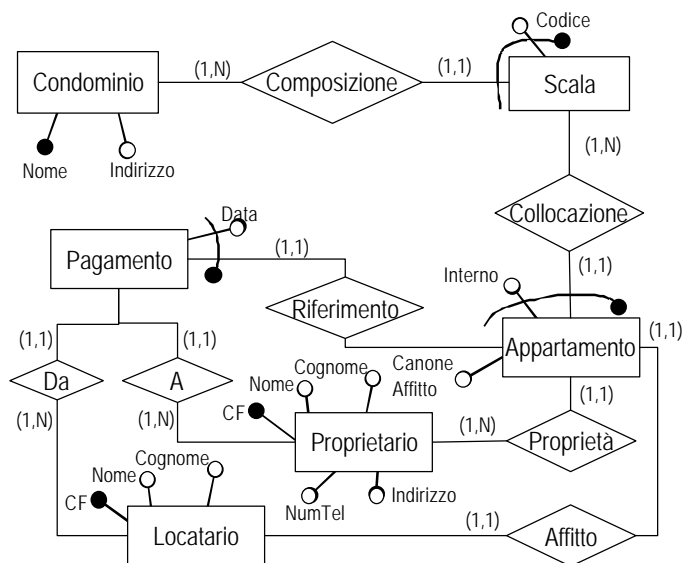 Codice
(1,N)
(1,1)
Condominio
Composizione
Scala
Nome
Indirizzo
(1,N)
Collocazione
Data
Pagamento
(1,1)
(1,1)
Interno
Riferimento
Appartamento
(1,1)
(1,1)
(1,1)
Canone
Affitto
Da
A
Cognome
Nome
(1,1)
CF
(1,N)
(1,N)
(1,N)
Proprietario
Proprietà
Cognome
Nome
NumTel
Indirizzo
CF
(1,1)
Locatario
Affitto